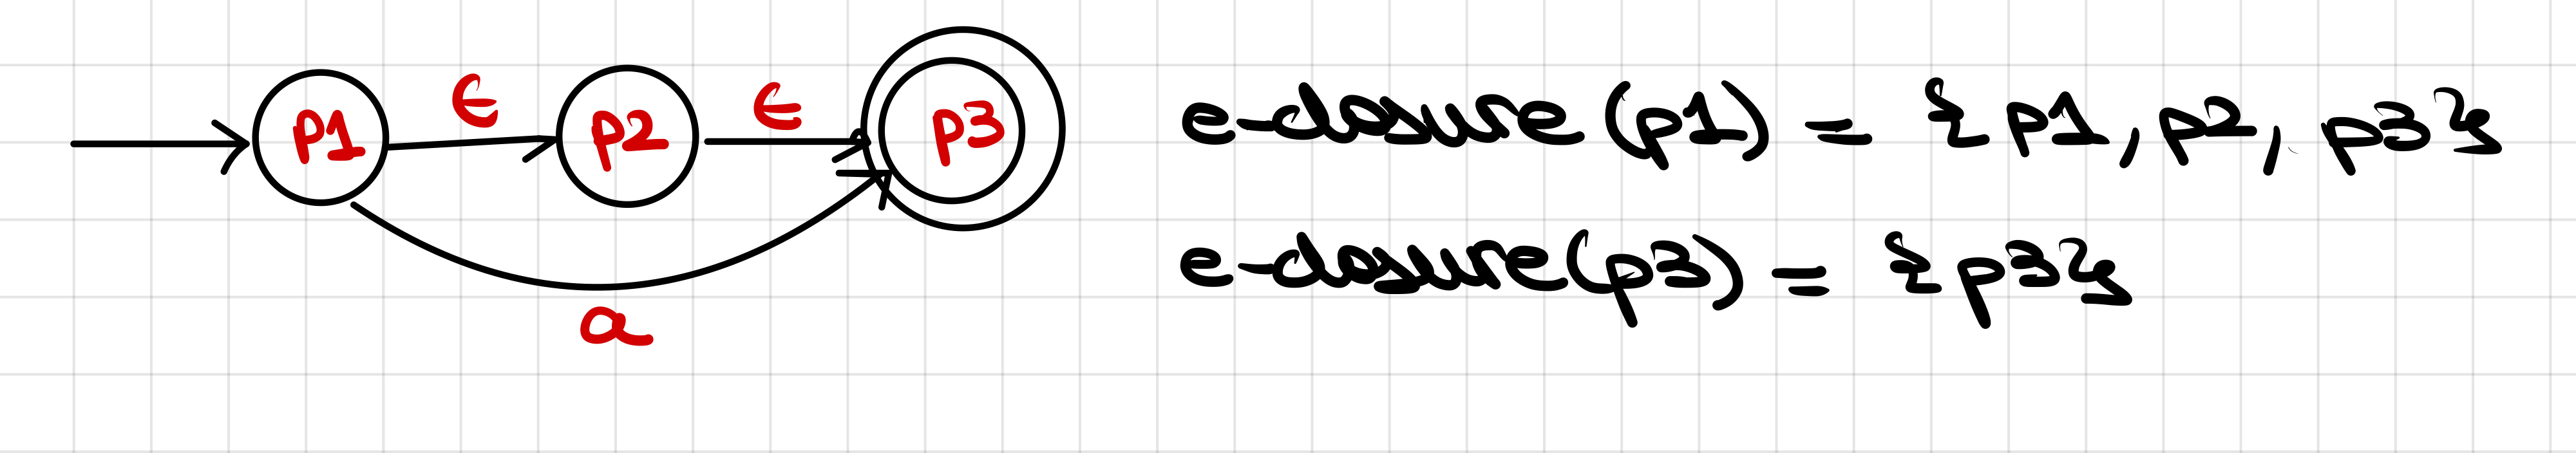 p1 ϵ p2 ϵ p3
a
e-closure(p1) = {p1, p2, p3}
e-closure(p3) = {p3}